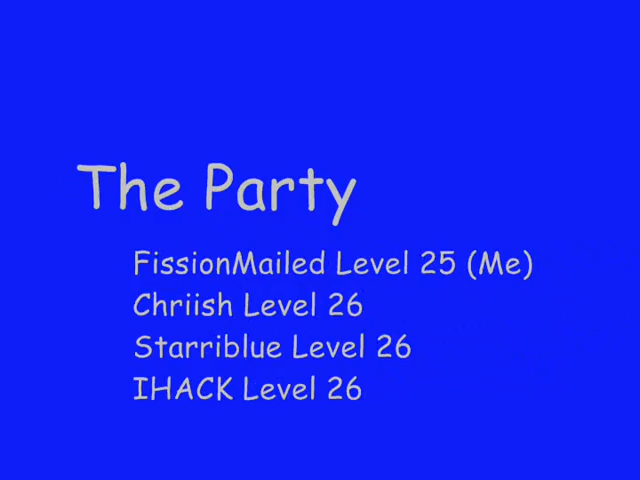 The Party
FissionMailed Level 25 (Me)
Chriish Level 26
Starriblue Level 26
IHACK Level 26